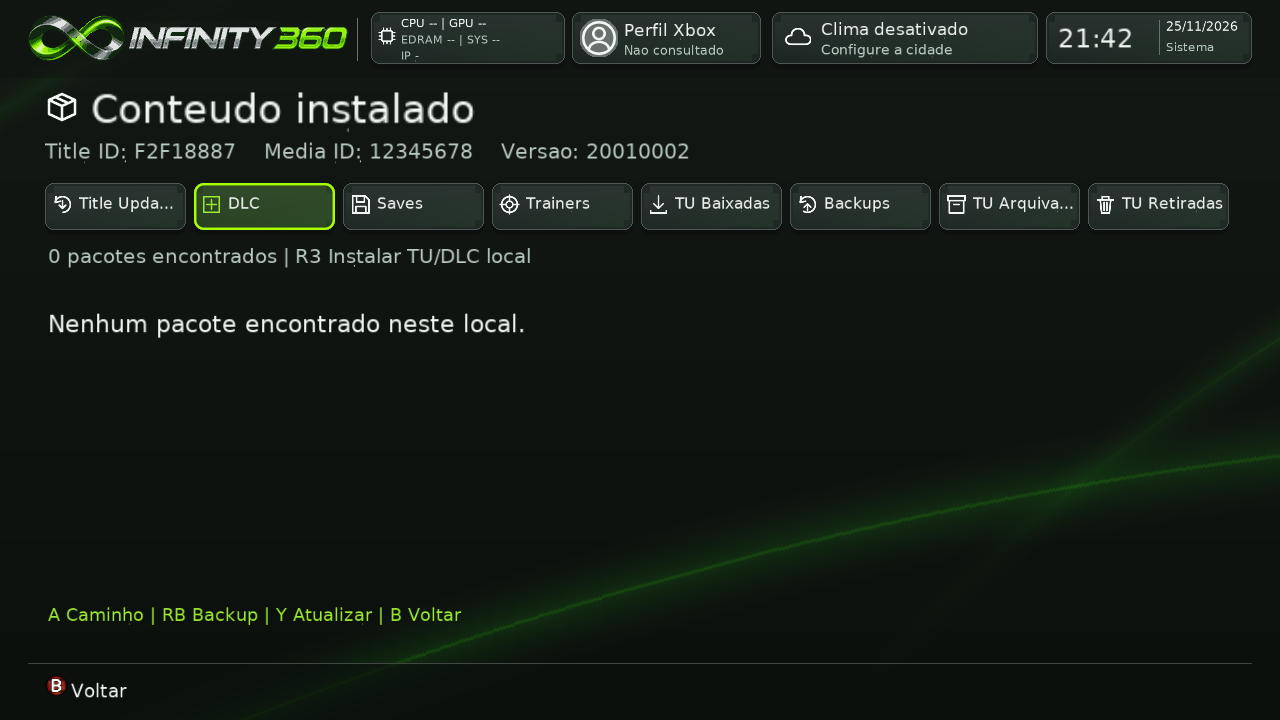 INFINITY 360
CPU -- | GPU --
EDRAM -- | SYS --
IP -
Perfil Xbox
Nao consultado
Clima desativado
Configure a cidade
21:42
25/11/2026
Sistema
Conteudo instalado
Title ID: F2F18887 Media ID: 12345678 Versao: 20010002
Title Upda... DLC Saves Trainers TU Baixadas Backups TU Arquiva... TU Retiradas
0 pacotes encontrados | R3 Instalar TU/DLC local
Nenhum pacote encontrado neste local.
A Caminho | RB Backup | Y Atualizar | B Voltar
B Voltar